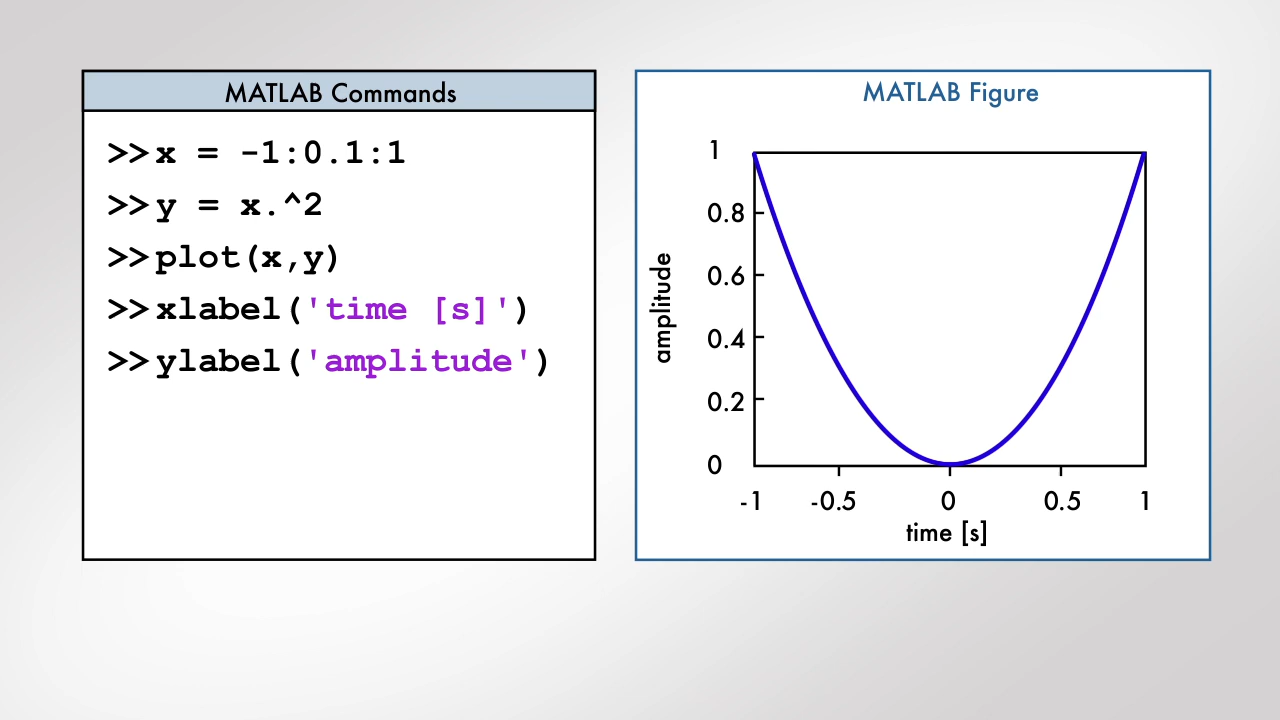 MATLAB Commands
>>x = -1:0.1:1
>>y = x.^2
>>plot(x,y)
>>xlabel('time [s]')
>>ylabel('amplitude')
MATLAB Figure
1
0.8
0.6
0.4
0.2
0
amplitude
-1 -0.5 0 0.5 1
time [s]